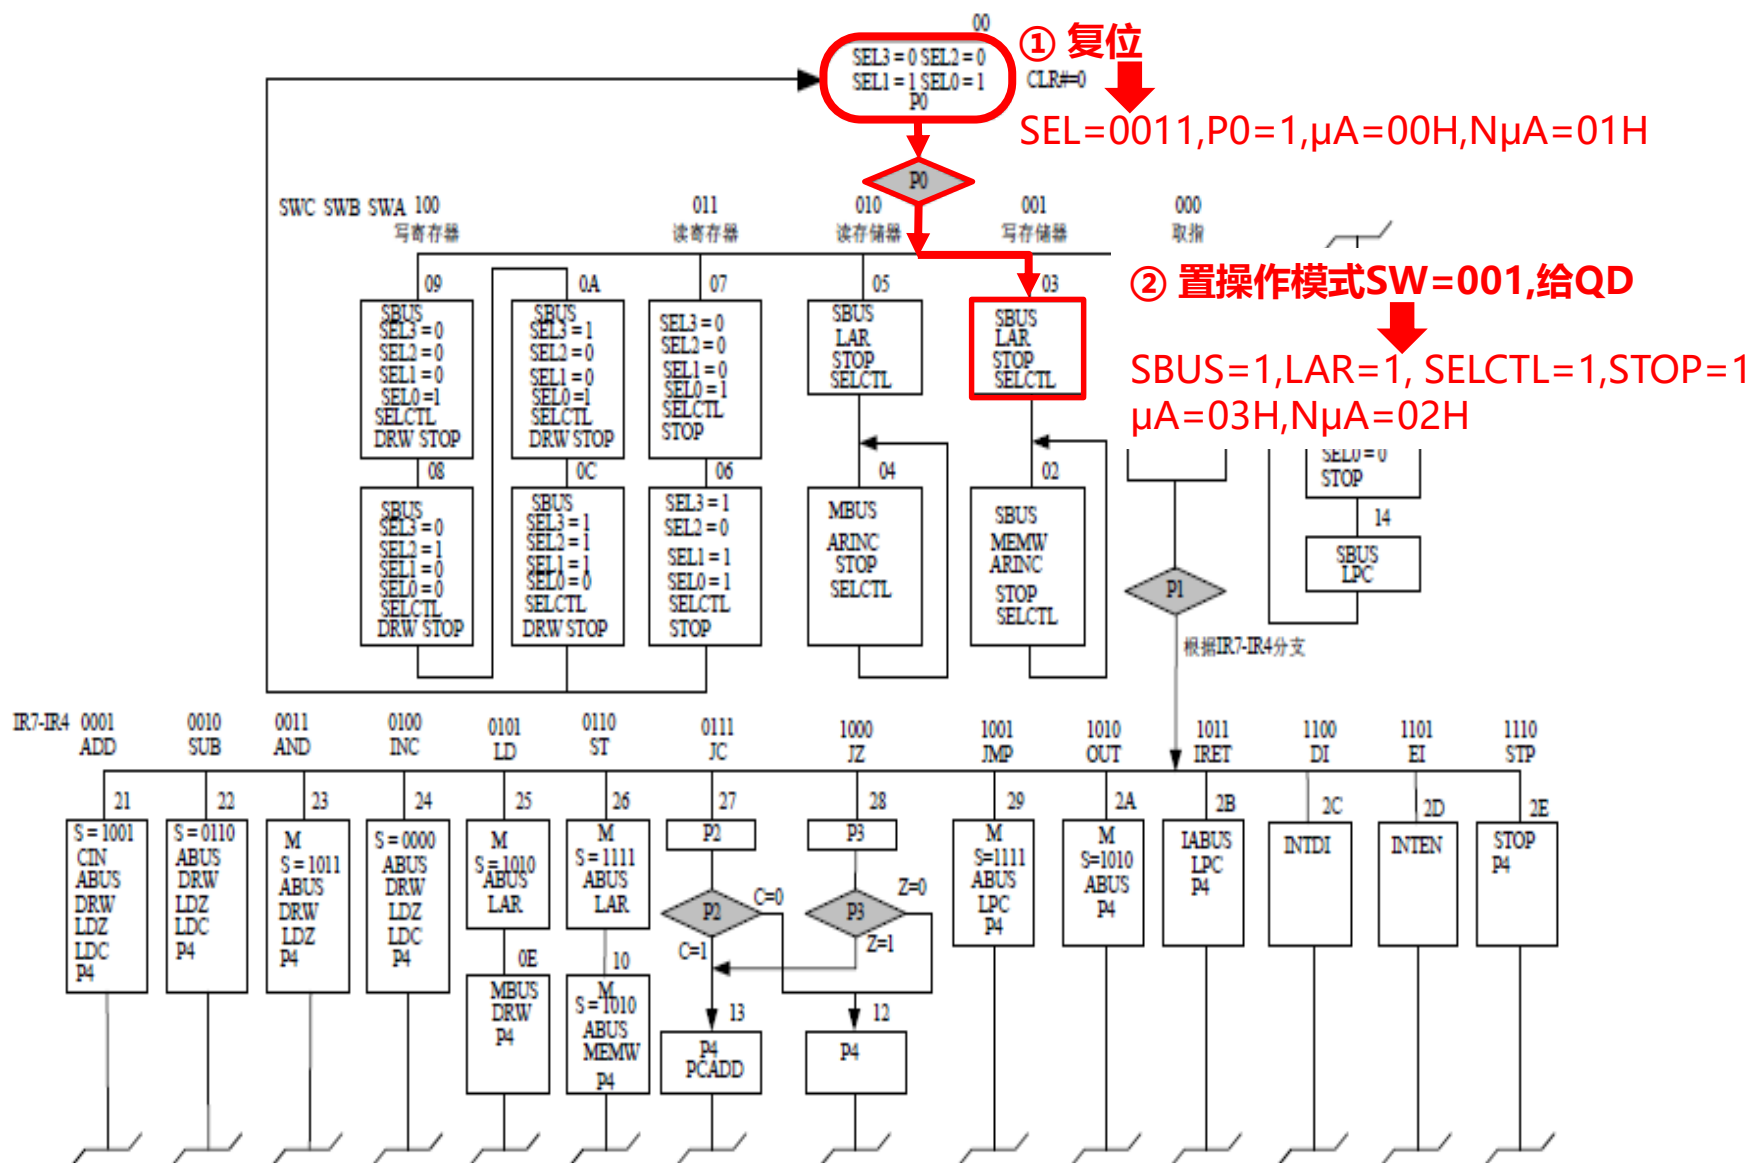 00
SEL3 = 0 SEL2 = 0
SEL1 = 1 SEL0 = 1
P0
① 复位
CLR#=0
SEL=0011,P0=1,μA=00H,NμA=01H
P0
SWC SWB SWA 100
写寄存器
011
读寄存器
010
读存储器
001
写存储器
000
取指
② 置操作模式SW=001,给QD
SBUS=1,LAR=1, SELCTL=1,STOP=1
μA=03H,NμA=02H
09
SBUS
SEL3 = 0
SEL2 = 0
SEL1 = 0
SEL0 =1
SELCTL
DRW STOP
0A
SBUS
SEL3 = 1
SEL2 = 0
SEL1 = 0
SEL0 =1
SELCTL
DRW STOP
07
SEL3 = 0
SEL2 = 0
SEL1 = 0
SEL0 = 1
SELCTL
STOP
05
SBUS
LAR
STOP
SELCTL
03
SBUS
LAR
STOP
SELCTL
SEL0 = 0
STOP
08
SBUS
SEL3 = 0
SEL2 = 1
SEL1 = 0
SEL0 = 0
SELCTL
DRW STOP
0C
SBUS
SEL3 = 1
SEL2 = 1
SEL1 = 1
SEL0 = 0
SELCTL
DRW STOP
06
SEL3 = 1
SEL2 = 0
SEL1 = 1
SEL0 = 1
SELCTL
STOP
04
MBUS
ARINC
STOP
SELCTL
02
SBUS
MEMW
ARINC
STOP
SELCTL
14
SBUS
LPC
P1
根据IR7-IR4分支
IR7-IR4 0001
ADD
0010
SUB
0011
AND
0100
INC
0101
LD
0110
ST
0111
JC
1000
JZ
1001
JMP
1010
OUT
1011
IRET
1100
DI
1101
EI
1110
STP
21
S = 1001
CIN
ABUS
DRW
LDZ
LDC
P4
22
S = 0110
ABUS
DRW
LDZ
LDC
P4
23
M
S = 1011
ABUS
DRW
LDZ
P4
24
S = 0000
ABUS
DRW
LDZ
LDC
P4
25
M
S = 1010
ABUS
LAR
26
M
S = 1111
ABUS
LAR
27
P2
28
P3
29
M
S=1111
ABUS
LPC
P4
2A
M
S=1010
ABUS
P4
2B
IABUS
LPC
P4
2C
INTDI
2D
INTEN
2E
STOP
P4
P2
C=0
C=1
P3
Z=0
Z=1
0E
MBUS
DRW
P4
10
M
S = 1010
ABUS
MEMW
P4
13
P4
PCADD
12
P4